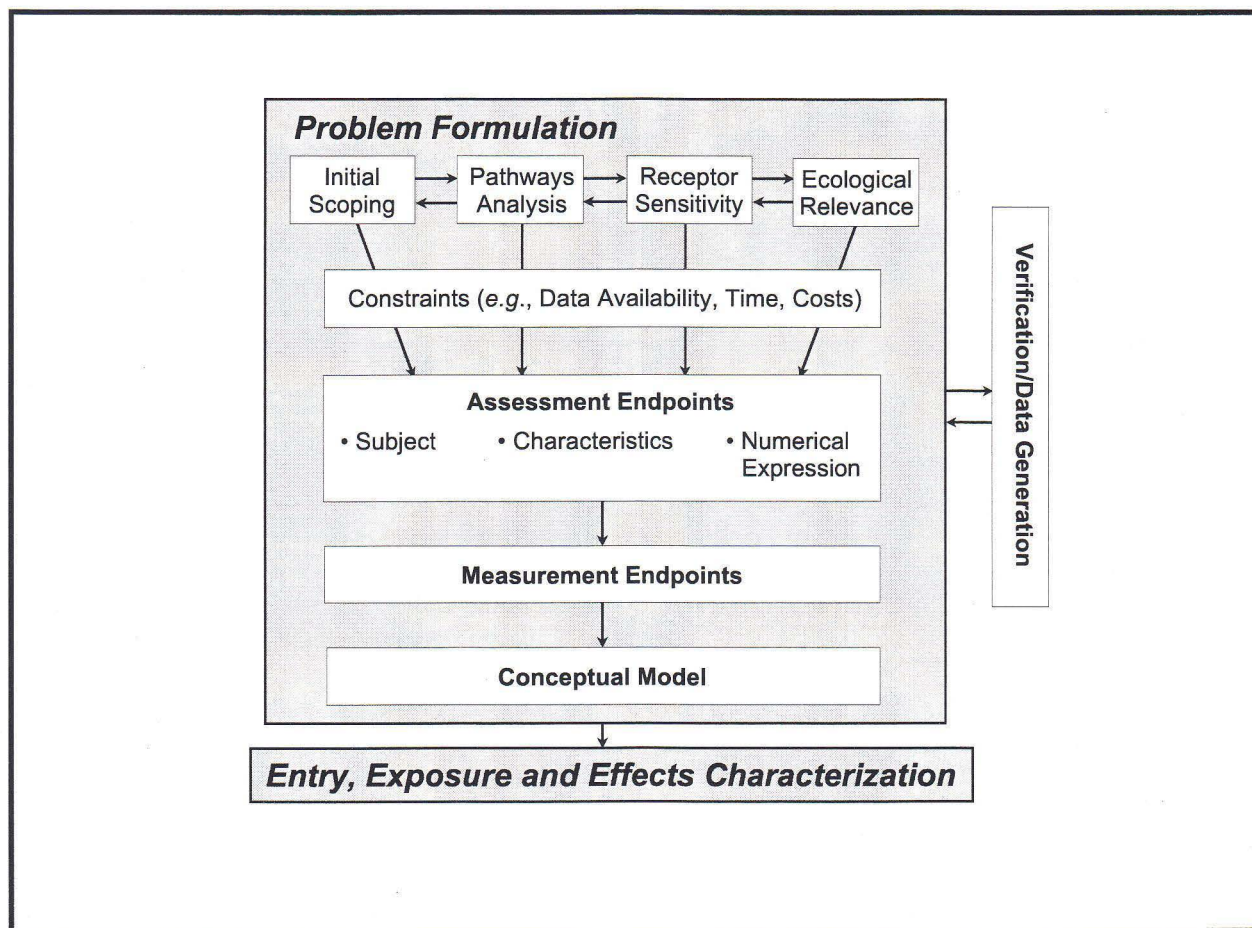 Problem Formulation
Initial
Scoping
Pathways
Analysis
Receptor
Sensitivity
Ecological
Relevance
Constraints (e.g., Data Availability, Time, Costs)
Assessment Endpoints
• Subject
• Characteristics
• Numerical
Expression
Measurement Endpoints
Conceptual Model
Verification/Data Generation
Entry, Exposure and Effects Characterization